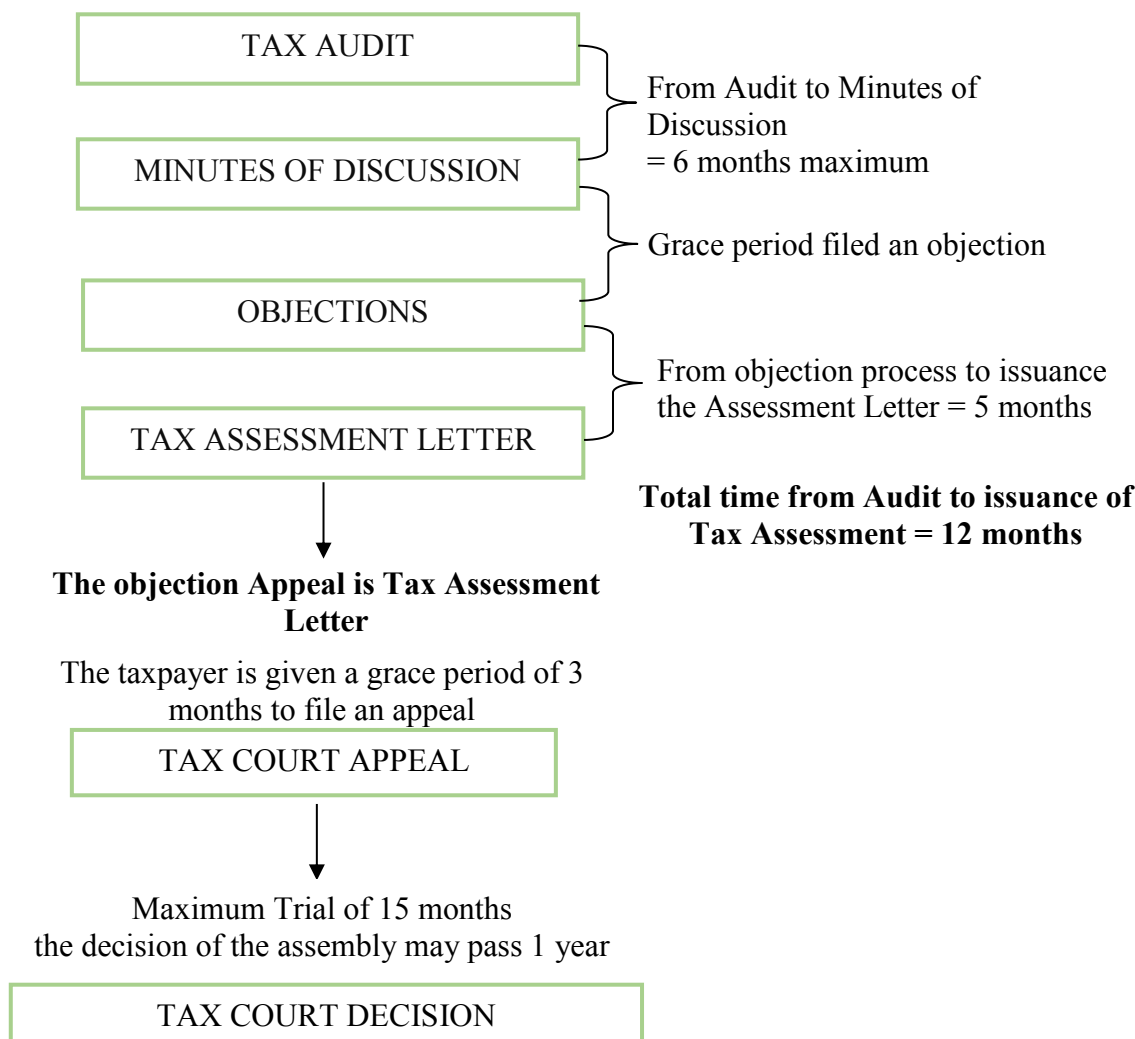 TAX AUDIT
From Audit to Minutes of
Discussion
= 6 months maximum
MINUTES OF DISCUSSION
Grace period filed an objection
OBJECTIONS
From objection process to issuance
the Assessment Letter = 5 months
TAX ASSESSMENT LETTER
Total time from Audit to issuance of
Tax Assessment = 12 months
The objection Appeal is Tax Assessment
Letter
The taxpayer is given a grace period of 3
months to file an appeal
TAX COURT APPEAL
Maximum Trial of 15 months
the decision of the assembly may pass 1 year
TAX COURT DECISION